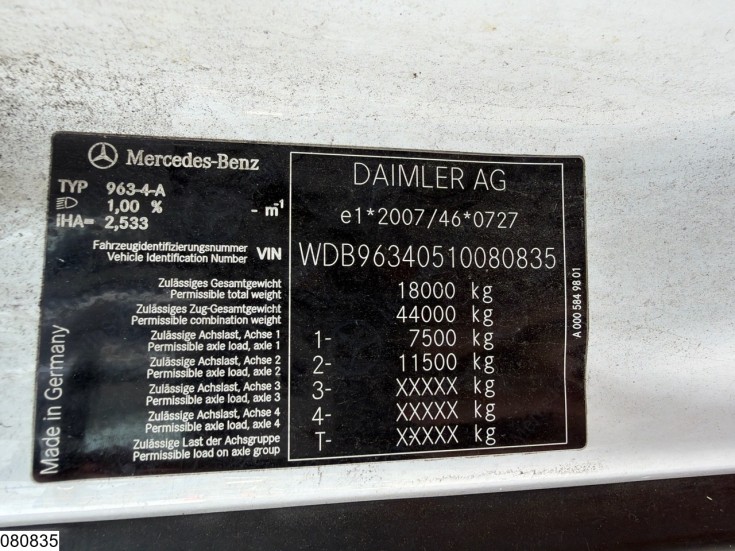 Mercedes-Benz
TYP 963-4-A
1,00 % - m⁻¹
iHA= 2,533
DAIMLER AG
e1*2007/46*0727
Fahrzeugidentifizierungsnummer
Vehicle Identification Number VIN WDB96340510080835
Zulässiges Gesamtgewicht
Permissible total weight 18000 kg
Zulässiges Zug-Gesamtgewicht
Permissible combination weight 44000 kg
Zulässige Achslast, Achse 1
Permissible axle load, axle 1 1- 7500 kg
Zulässige Achslast, Achse 2
Permissible axle load, axle 2 2- 11500 kg
Zulässige Achslast, Achse 3
Permissible axle load, axle 3 3- XXXXX kg
Zulässige Achslast, Achse 4
Permissible axle load, axle 4 4- XXXXX kg
Zulässige Last der Achsgruppe
Permissible load on axle group T- XXXXX kg
Made in Germany
A 000 584 98 01
080835